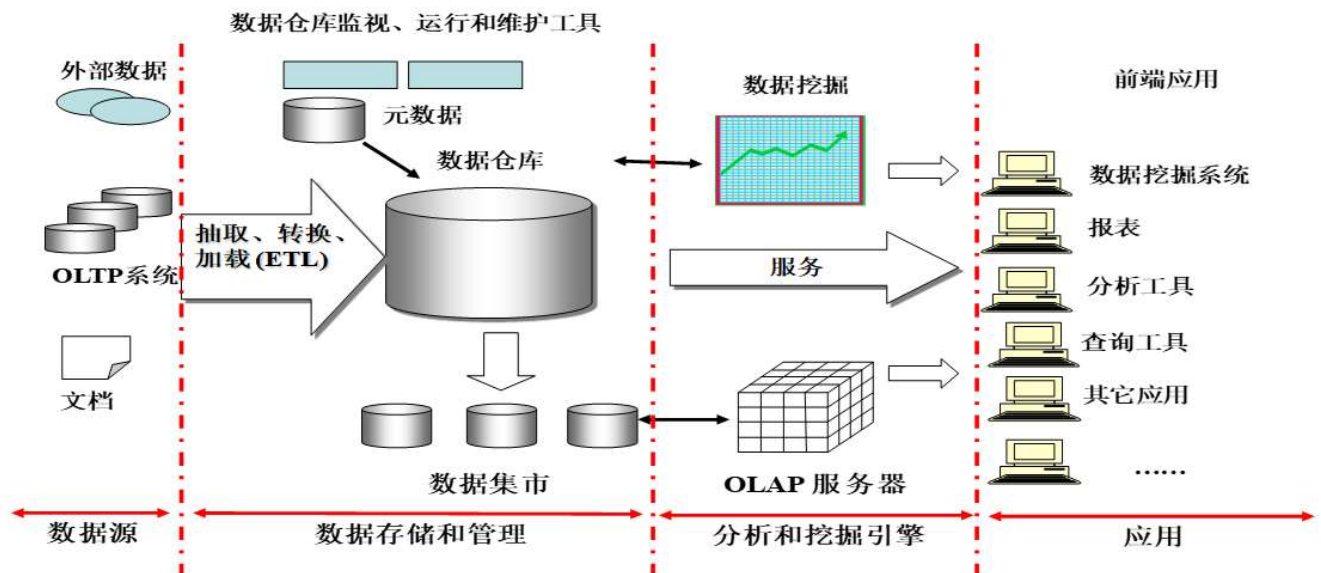 数据仓库监视、运行和维护工具
外部数据
OLTP系统
文档
元数据
数据仓库
抽取、转换、
加载(ETL)
数据集市
数据挖掘
服务
OLAP 服务器
前端应用
数据挖掘系统
报表
分析工具
查询工具
其它应用
……
数据源
数据存储和管理
分析和挖掘引擎
应用